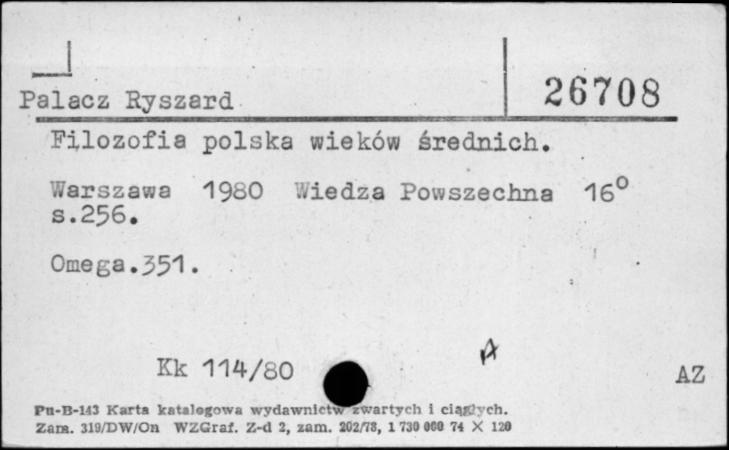 Palacz Ryszard 26708
Filozofia polska wieków średnich.
Warszawa 1980 Wiedza Powszechna 16°
s.256.
Omega.351.
Kk 114/80
A
AZ
Pu-B-143 Karta katalogowa wydawnictw zwartych i ciągłych.
Zam. 319/DW/On WZGraf. Z-d 2, zam. 202/78, 1 730 000 74 X 120